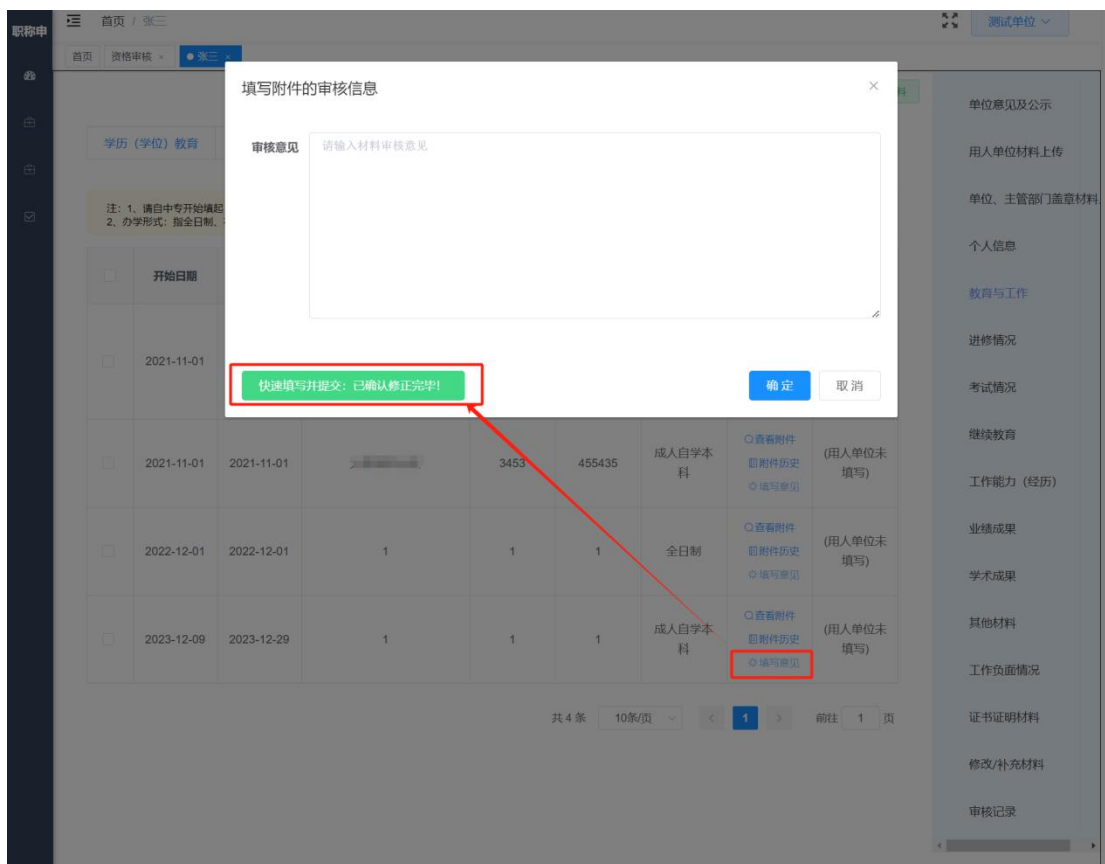 职称申
首页 / 张三
测试单位
首页
资格审核 ×
● 张三 ×
填写附件的审核信息
×
料
学历（学位）教育
审核意见
请输入材料审核意见
注：1、请自中专开始填起
2、办学形式：指全日制、
开始日期
2021-11-01
快速填写并提交：已确认修正完毕！
确 定
取 消
2021-11-01
2021-11-01
3453
455435
成人自学本
科
查看附件
附件历史
填写意见
(用人单位未
填写)
2022-12-01
2022-12-01
1
1
1
全日制
查看附件
附件历史
填写意见
(用人单位未
填写)
2023-12-09
2023-12-29
1
1
1
成人自学本
科
查看附件
附件历史
填写意见
(用人单位未
填写)
共 4 条
10条/页
<
1
>
前往
1
页
单位意见及公示
用人单位材料上传
单位、主管部门盖章材料
个人信息
教育与工作
进修情况
考试情况
继续教育
工作能力（经历）
业绩成果
学术成果
其他材料
工作负面情况
证书证明材料
修改/补充材料
审核记录